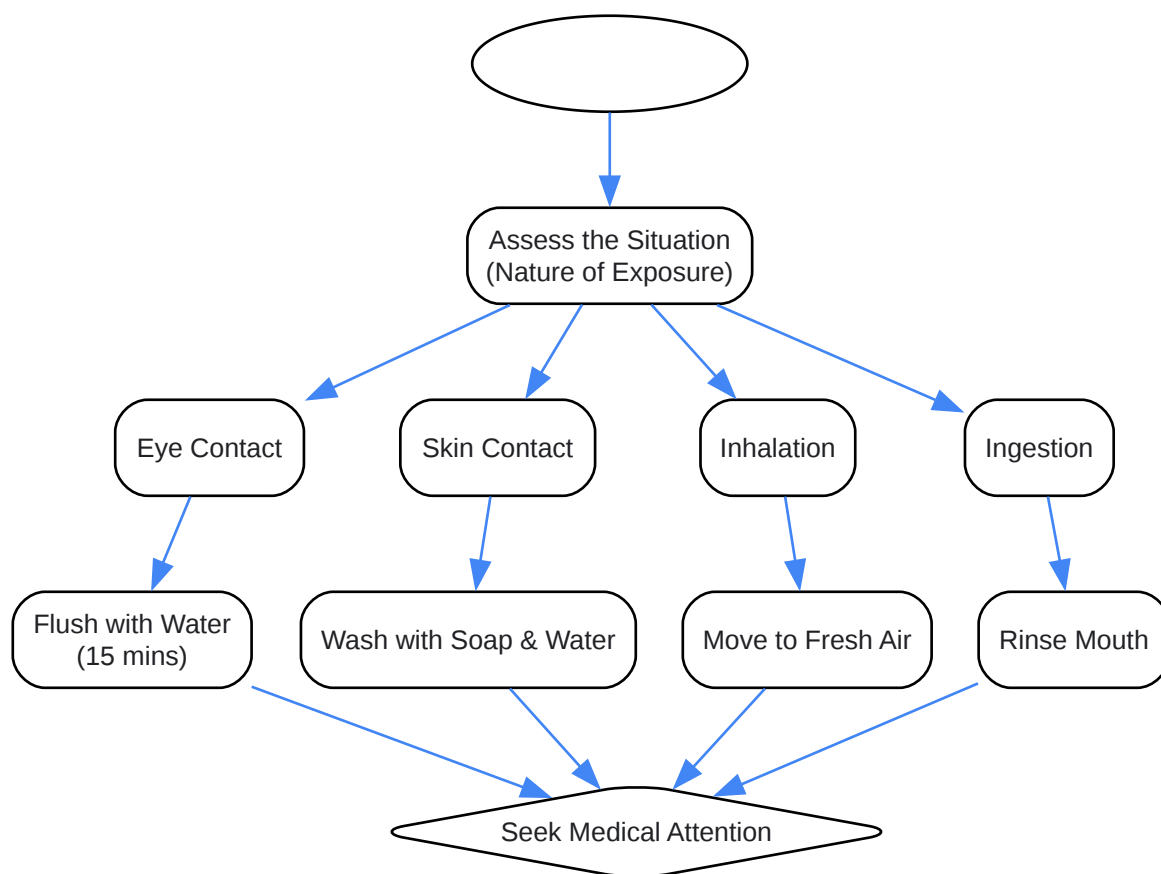 Assess the Situation
(Nature of Exposure)
Eye Contact
Skin Contact
Inhalation
Ingestion
Flush with Water
(15 mins)
Wash with Soap & Water
Move to Fresh Air
Rinse Mouth
Seek Medical Attention